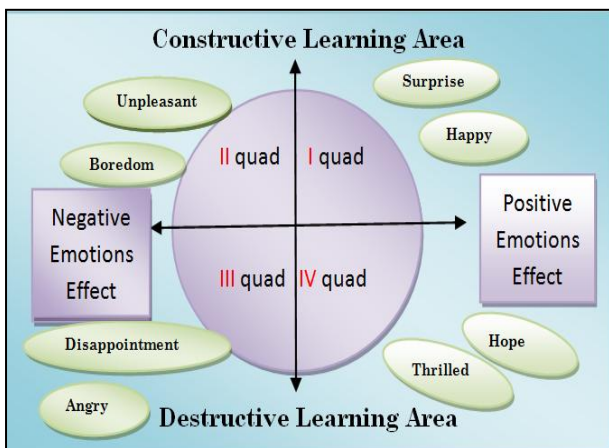 Constructive Learning Area
Surprise
Unpleasant
Happy
Boredom
II quad
I quad
Negative
Emotions
Effect
Positive
Emotions
Effect
III quad
IV quad
Disappointment
Hope
Thrilled
Angry
Destructive Learning Area